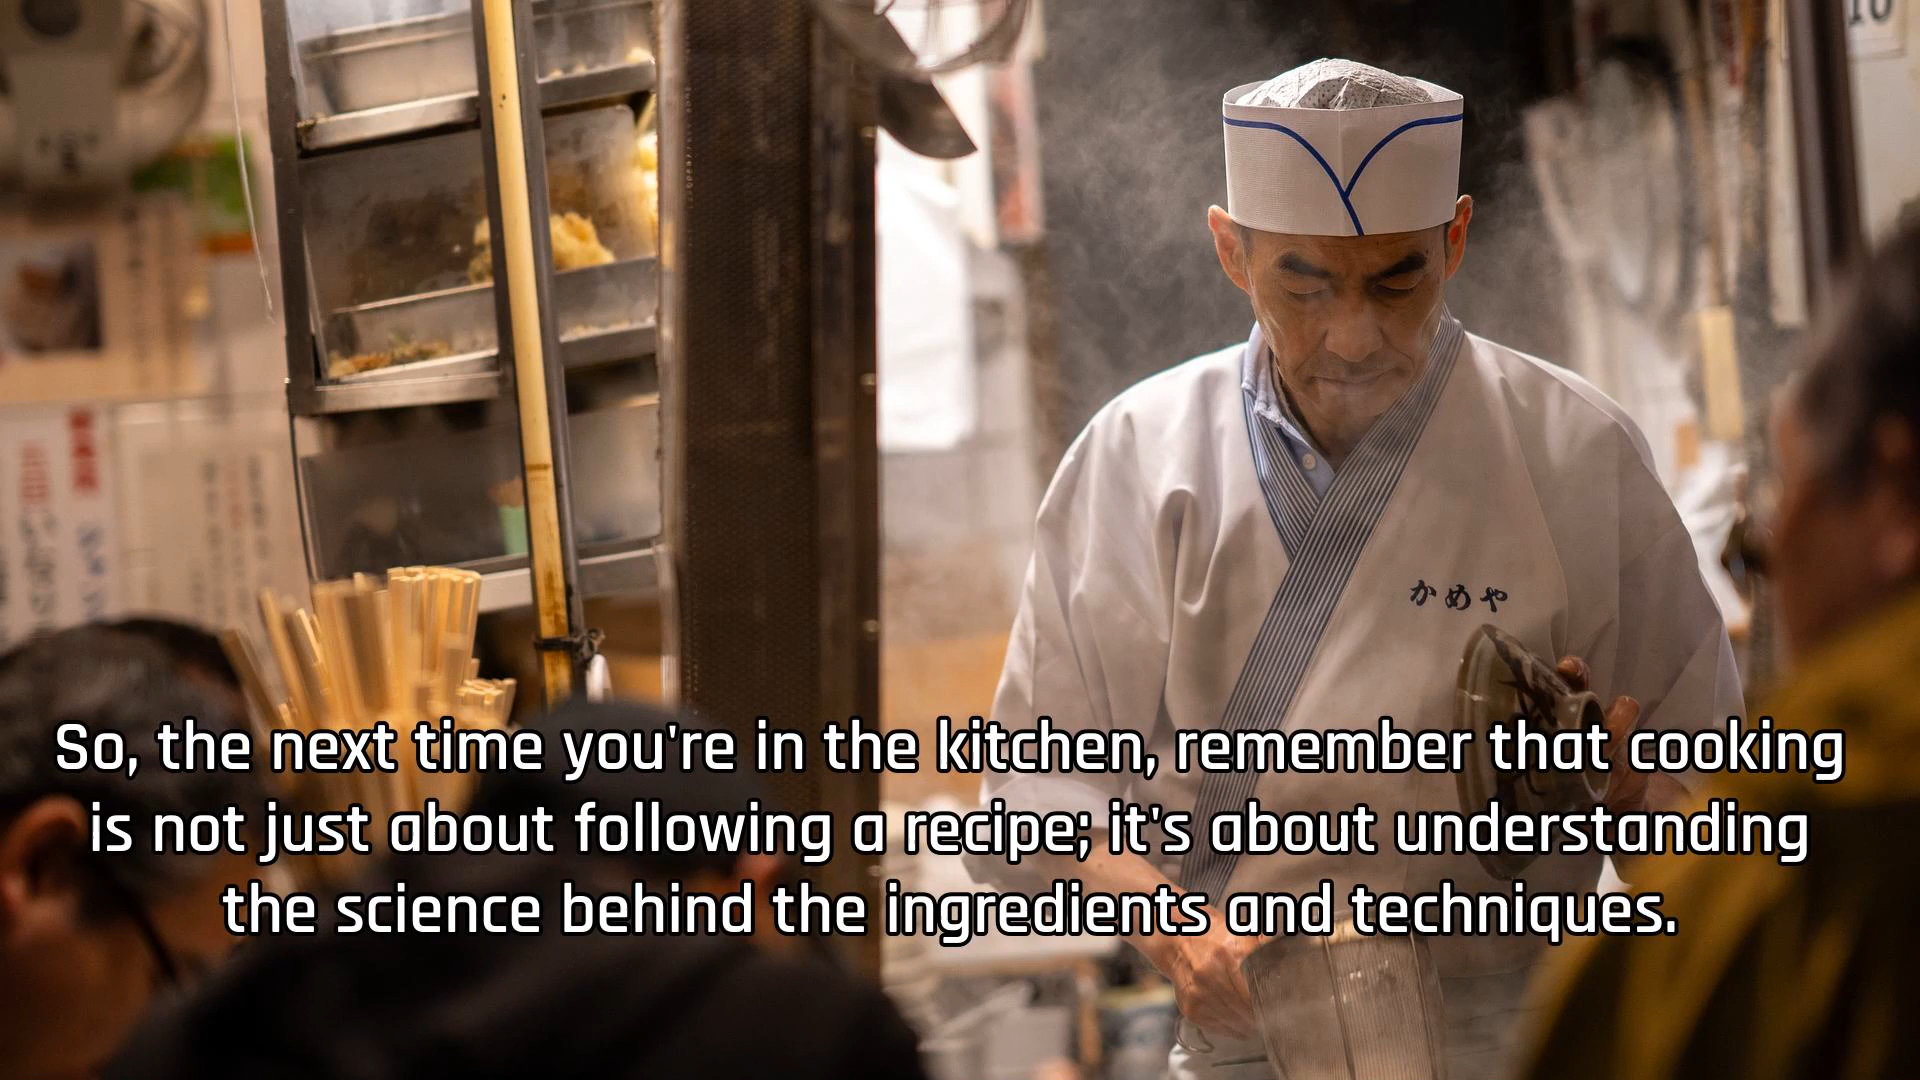 10
かめや
So, the next time you're in the kitchen, remember that cooking
is not just about following a recipe; it's about understanding
the science behind the ingredients and techniques.